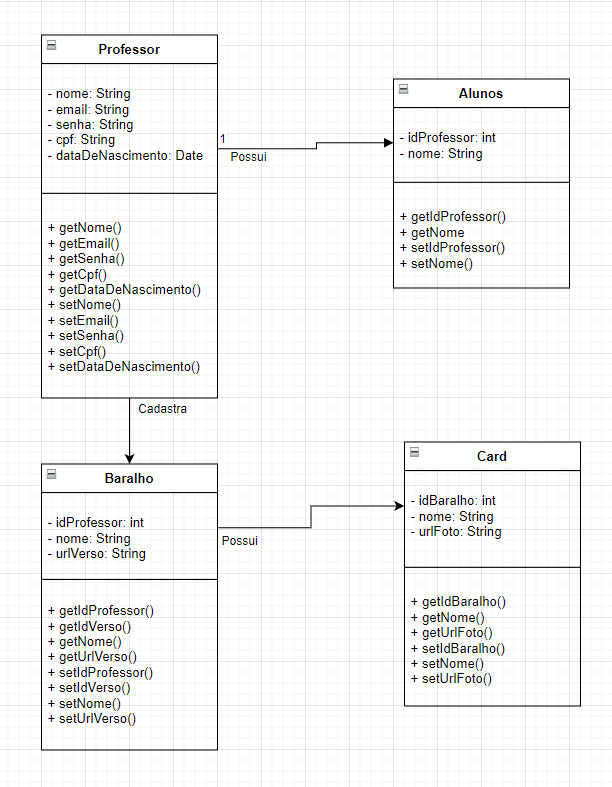 Professor
- nome: String
- email: String
- senha: String
- cpf: String
- dataDeNascimento: Date
+ getNome()
+ getEmail()
+ getSenha()
+ getCpf()
+ getDataDeNascimento()
+ setNome()
+ setEmail()
+ setSenha()
+ setCpf()
+ setDataDeNascimento()
1
Possui
Alunos
- idProfessor: int
- nome: String
+ getIdProfessor()
+ getNome
+ setIdProfessor()
+ setNome()
Cadastra
Baralho
- idProfessor: int
- nome: String
- urlVerso: String
+ getIdProfessor()
+ getIdVerso()
+ getNome()
+ getUrlVerso()
+ setIdProfessor()
+ setIdVerso()
+ setNome()
+ setUrlVerso()
Possui
Card
- idBaralho: int
- nome: String
- urlFoto: String
+ getIdBaralho()
+ getNome()
+ getUrlFoto()
+ setIdBaralho()
+ setNome()
+ setUrlFoto()